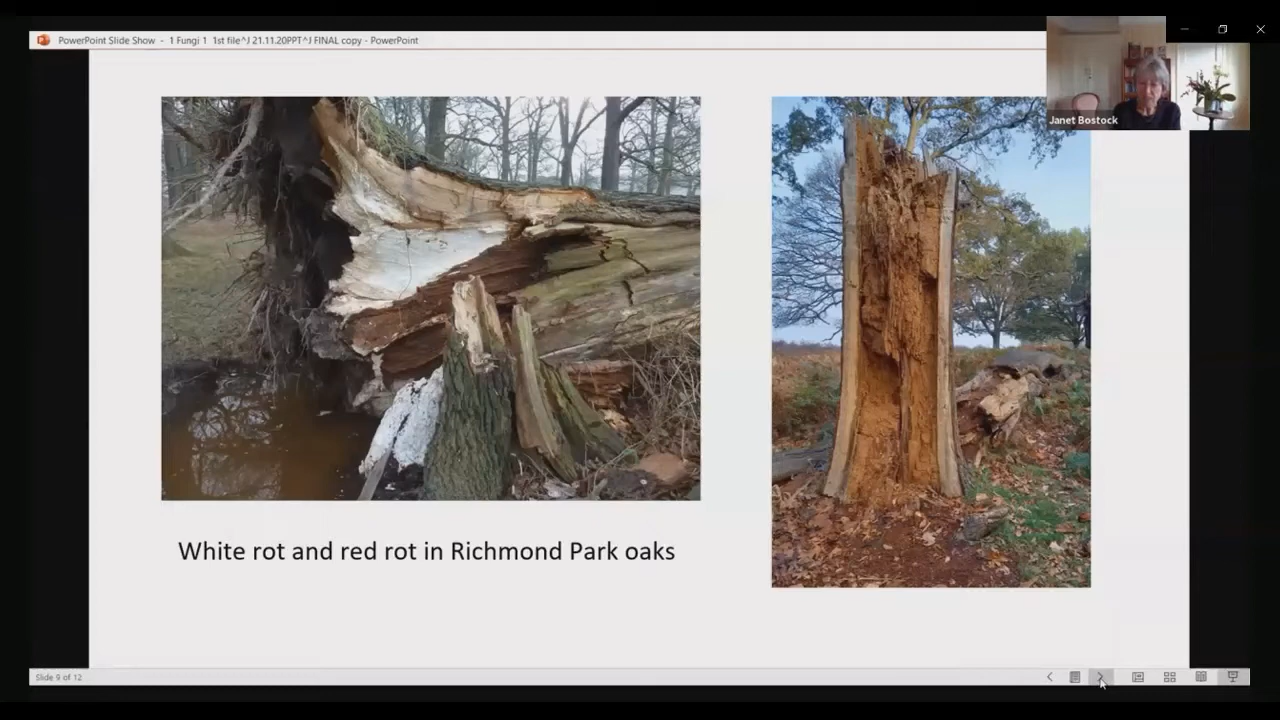 PowerPoint Slide Show - 1 Fungi 1 1st file^J 21.11.20PPT^J FINAL copy - PowerPoint
Janet Bostock
White rot and red rot in Richmond Park oaks
Slide 9 of 12